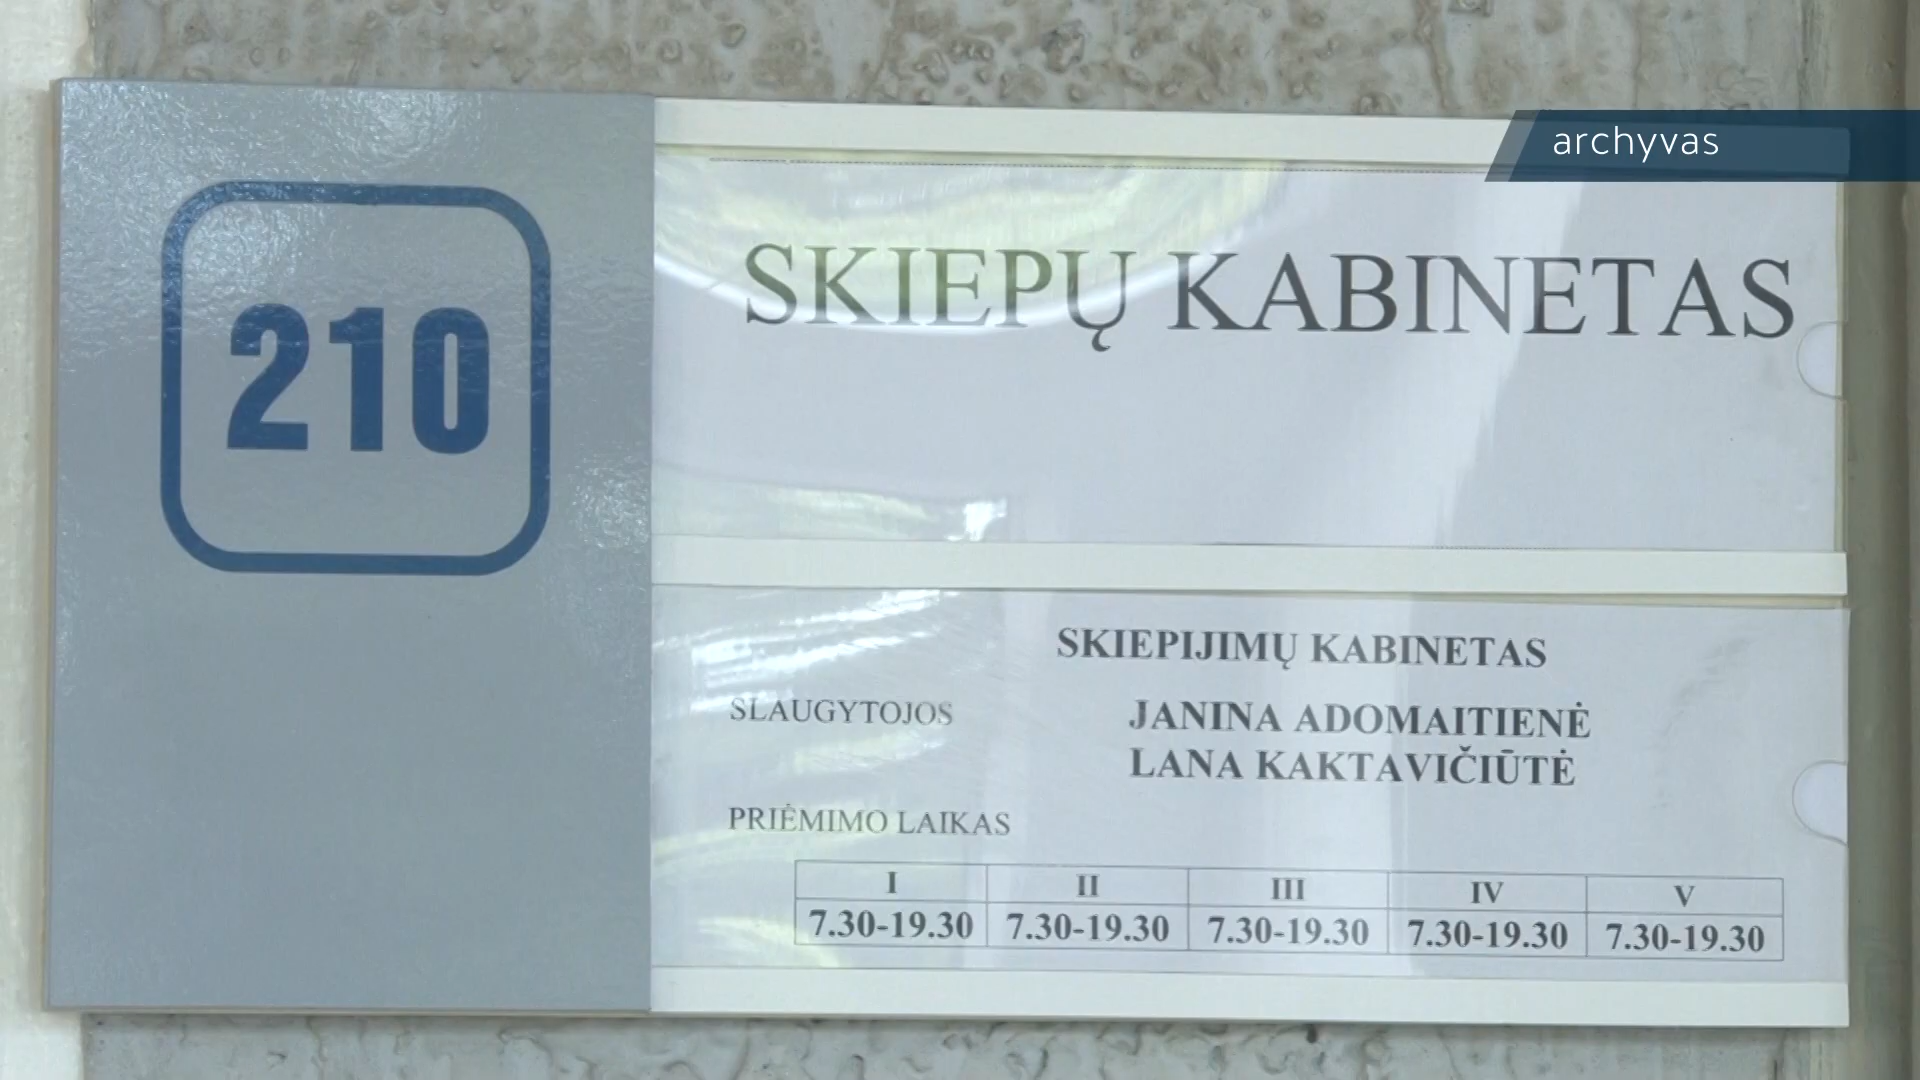 archyvas
210
SKIEPŲ KABINETAS
SKIEPIJIMŲ KABINETAS
SLAUGYTOJOS JANINA ADOMAITIENĖ
LANA KAKTAVIČIŪTĖ
PRIĖMIMO LAIKAS
I II III IV V
7.30-19.30 7.30-19.30 7.30-19.30 7.30-19.30 7.30-19.30